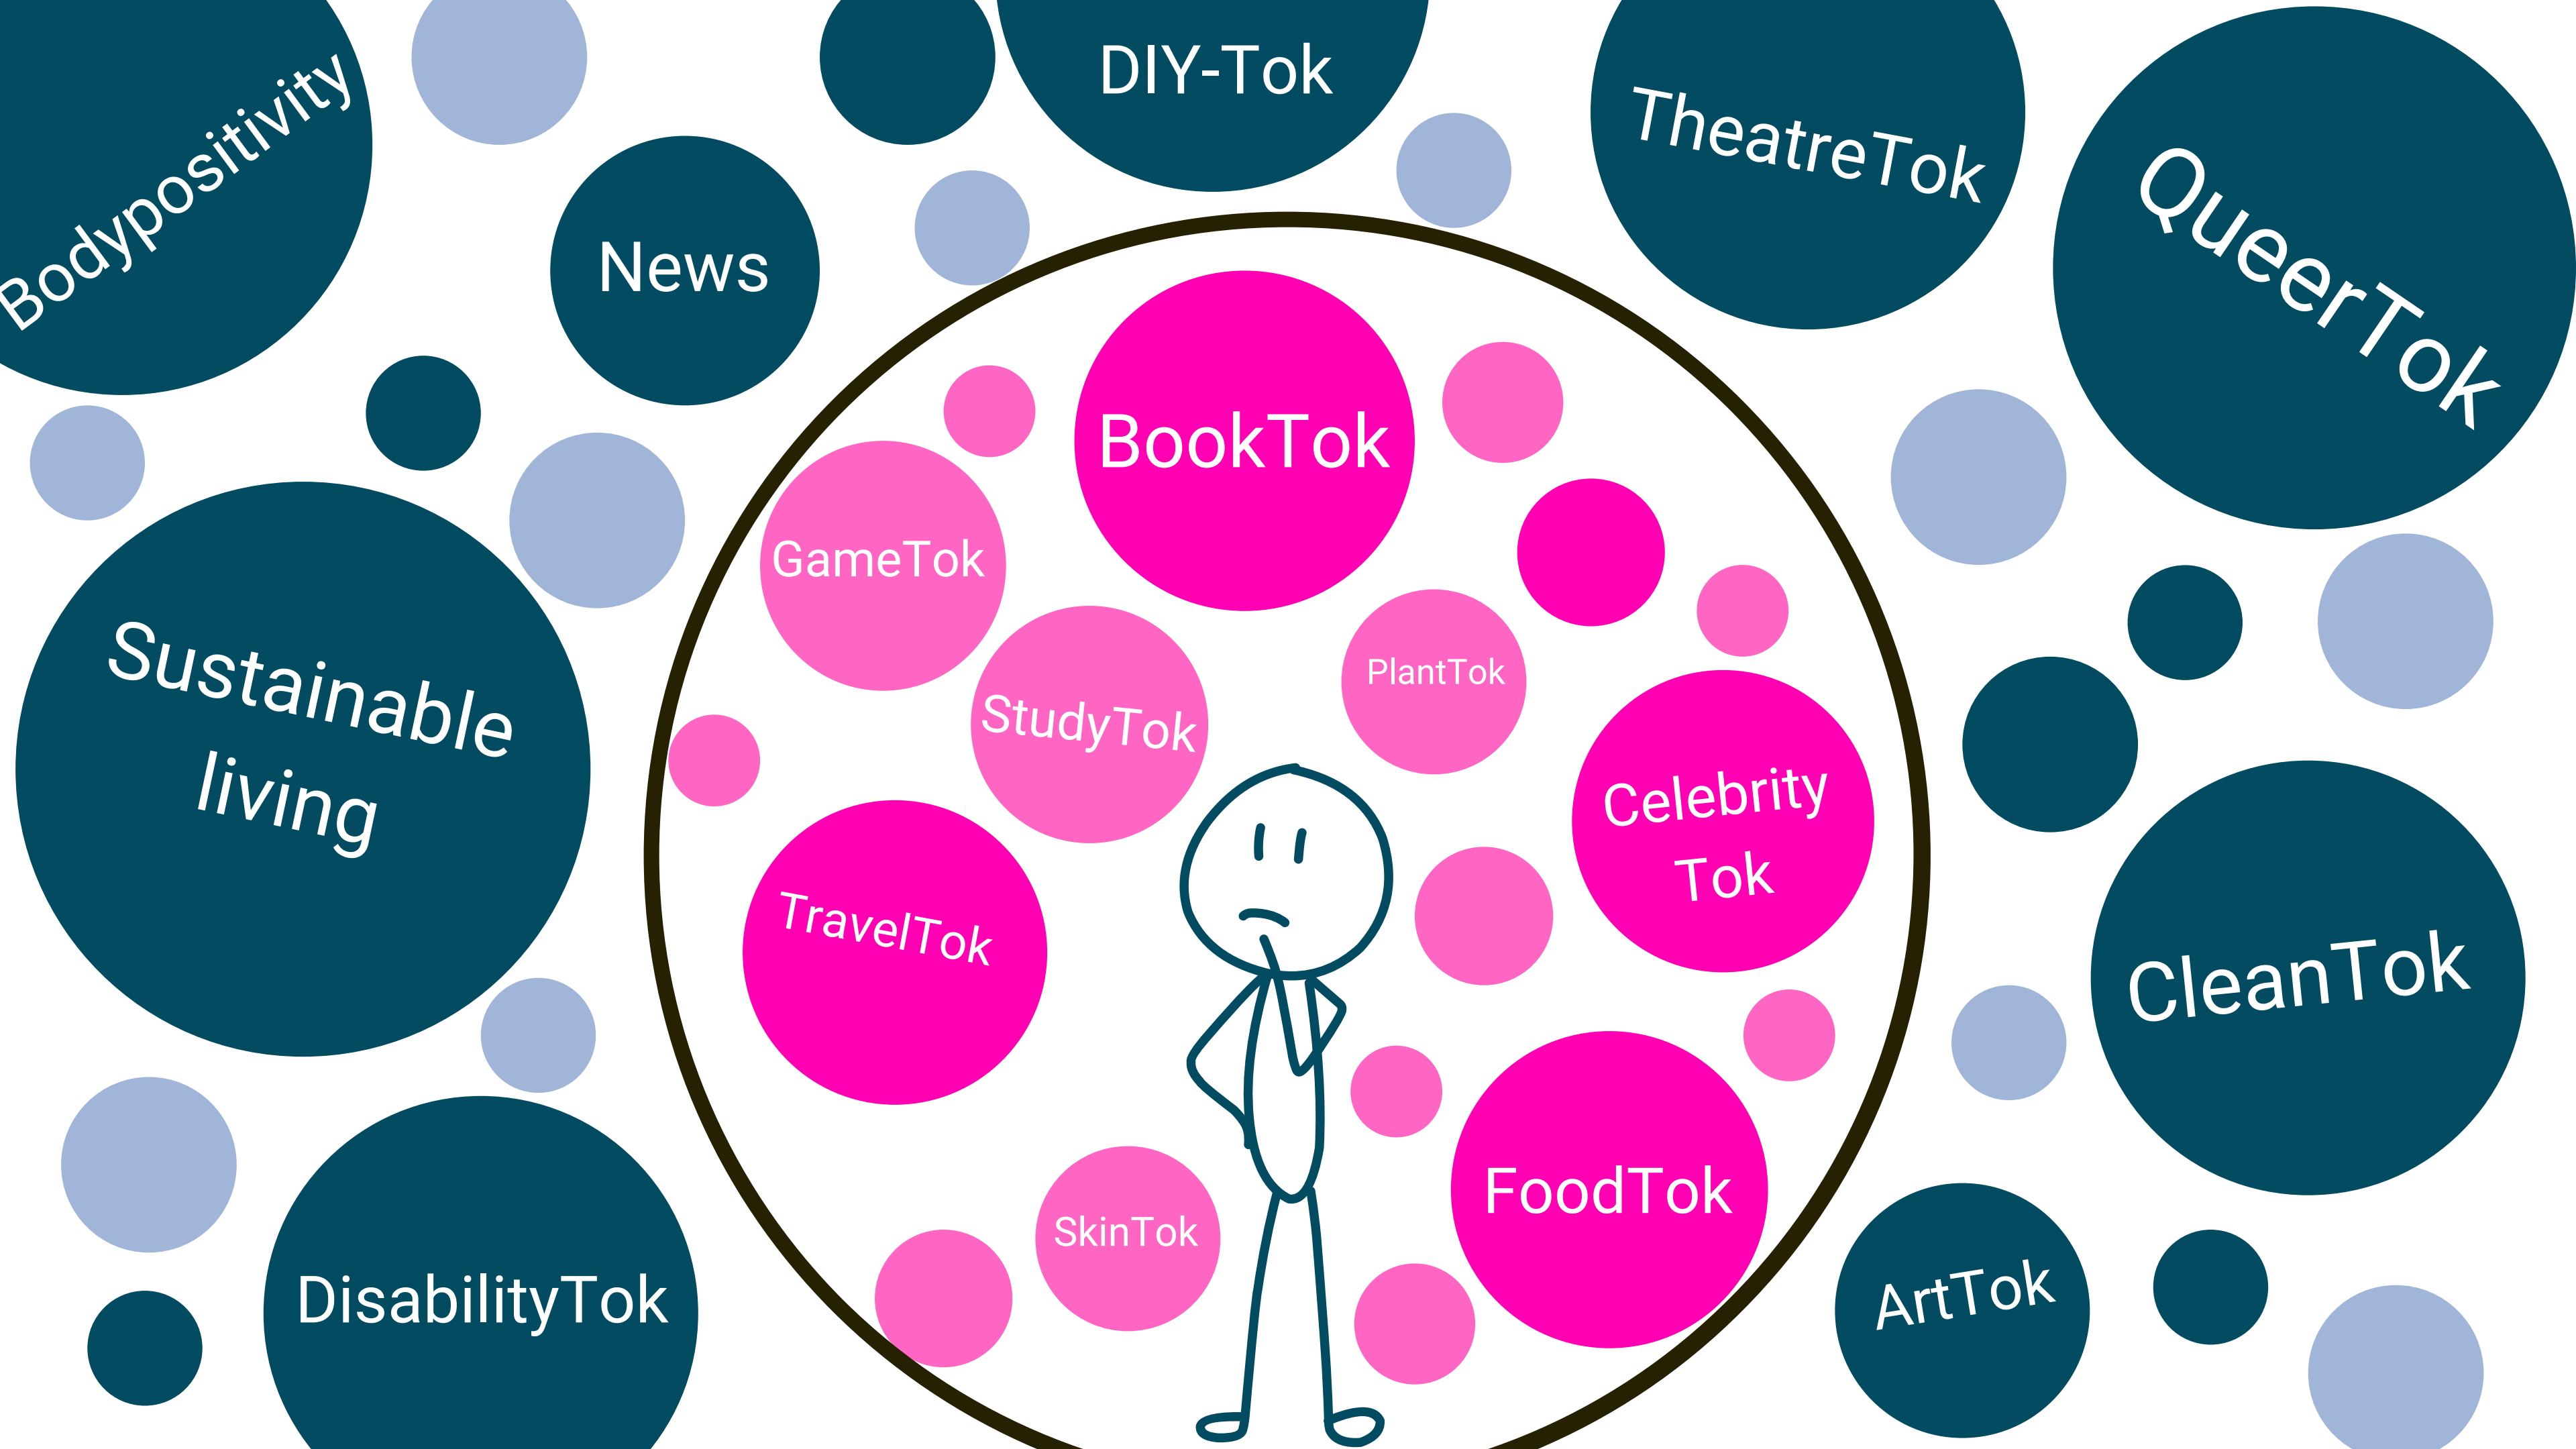 DIY-Tok
Bodypositivity
TheatreTok
News
QueerTok
BookTok
GameTok
PlantTok
StudyTok
Sustainable
living
Celebrity
Tok
TravelTok
CleanTok
FoodTok
SkinTok
DisabilityTok
ArtTok